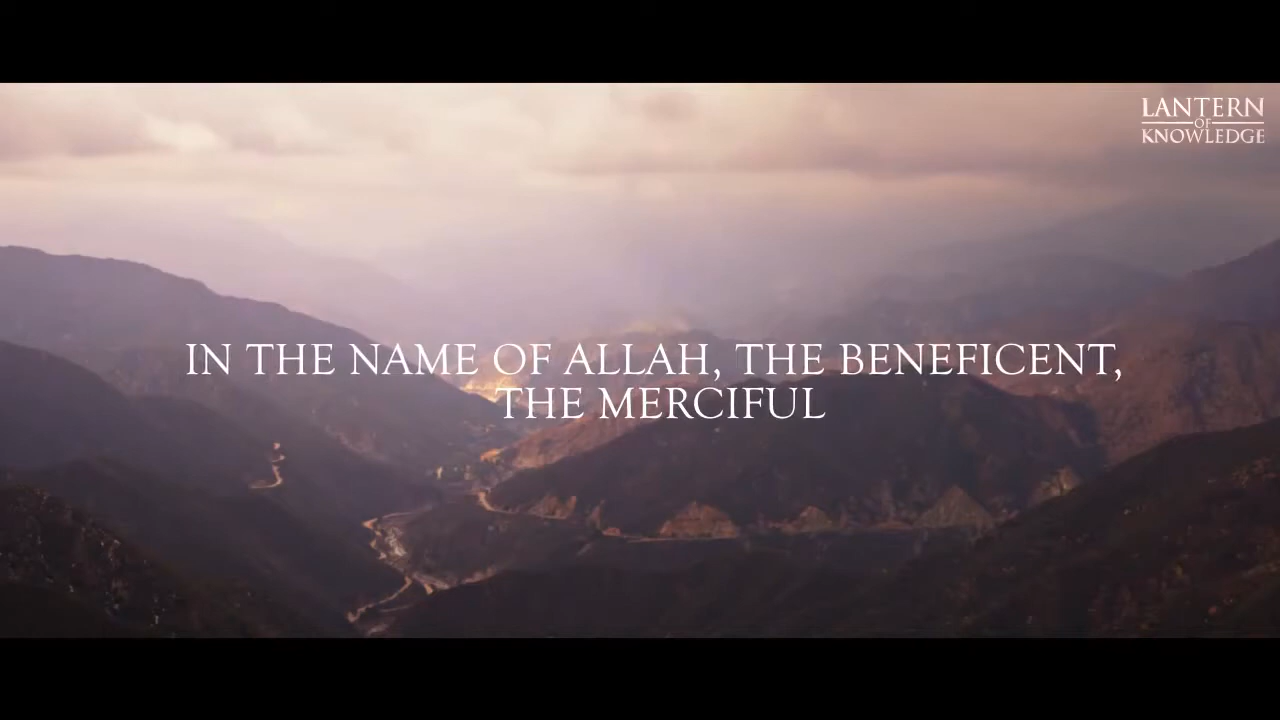 LANTERN
OF
KNOWLEDGE
IN THE NAME OF ALLAH, THE BENEFICENT,
THE MERCIFUL